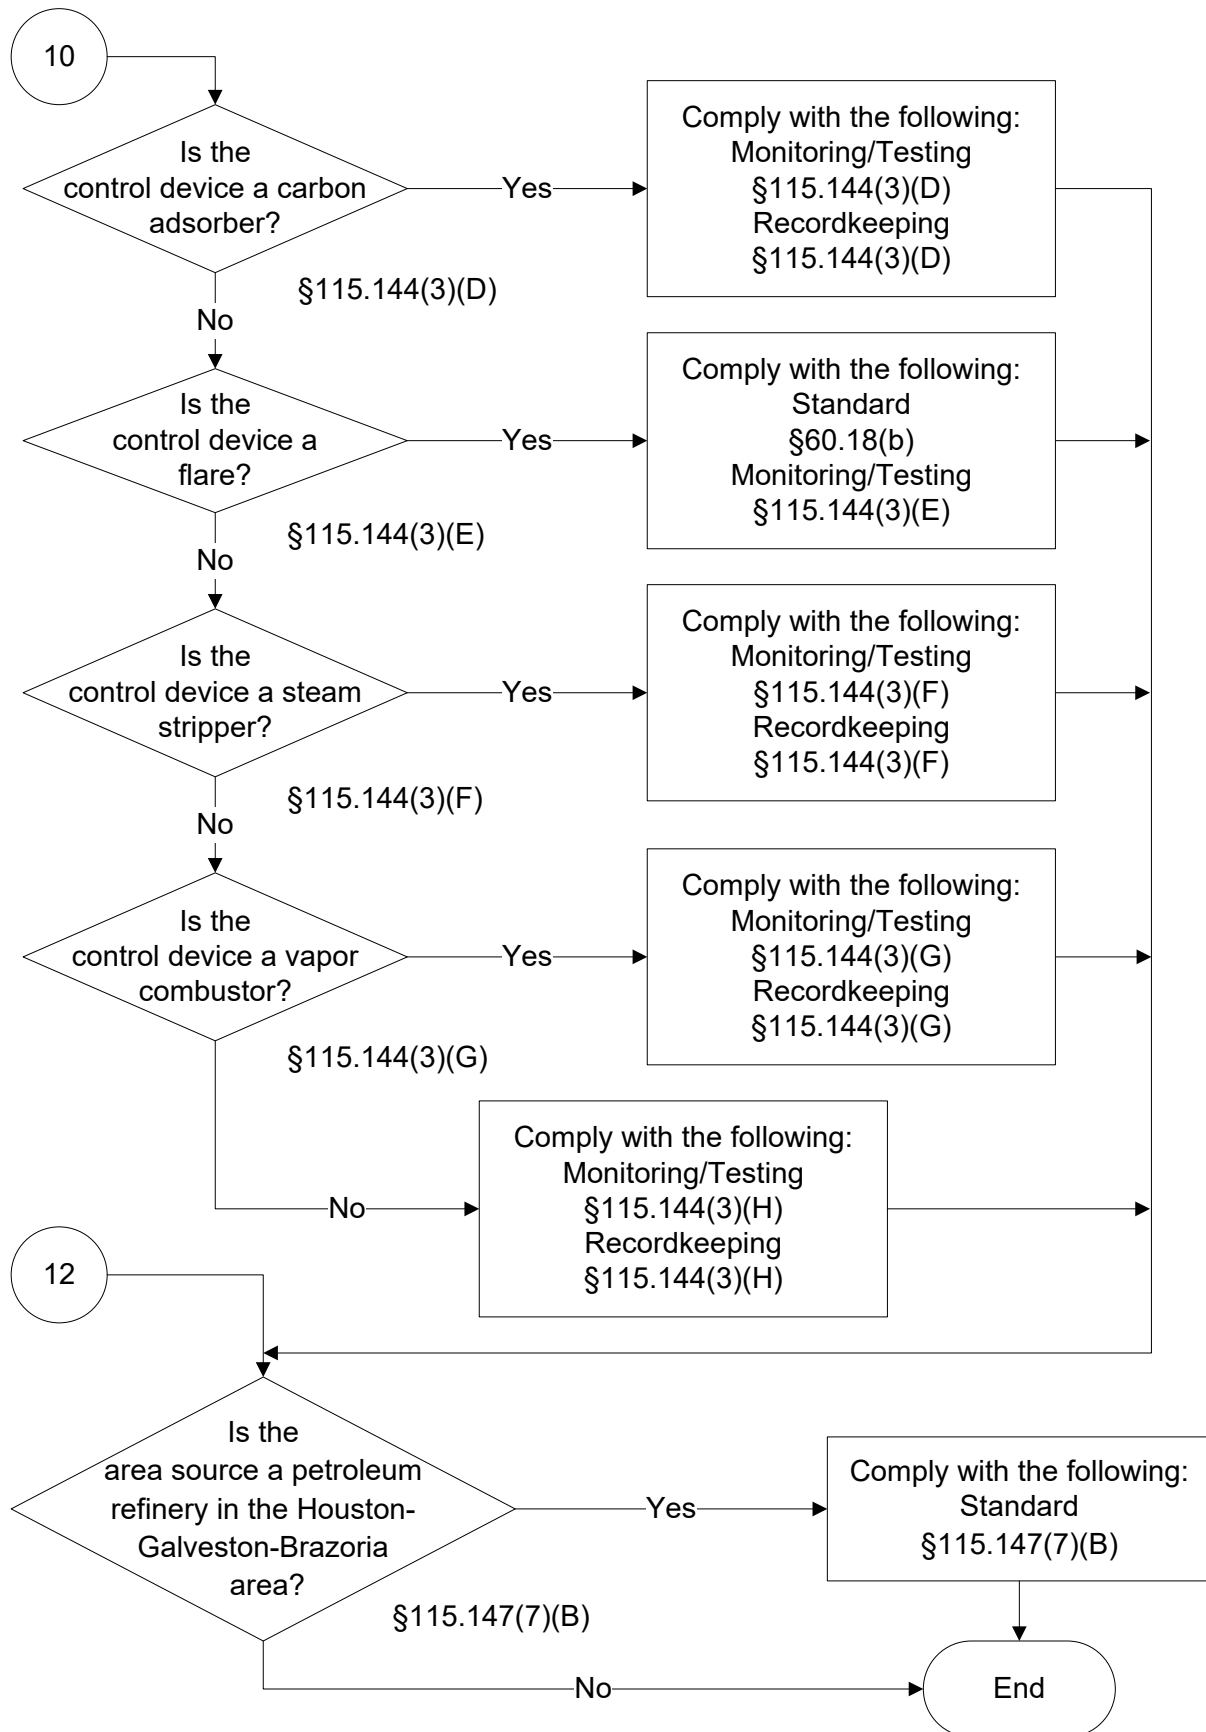 10
Is the
control device a carbon
adsorber?
Yes
Comply with the following:
Monitoring/Testing
§115.144(3)(D)
Recordkeeping
§115.144(3)(D)
§115.144(3)(D)
No
Is the
control device a
flare?
Yes
Comply with the following:
Standard
§60.18(b)
Monitoring/Testing
§115.144(3)(E)
§115.144(3)(E)
No
Is the
control device a steam
stripper?
Yes
Comply with the following:
Monitoring/Testing
§115.144(3)(F)
Recordkeeping
§115.144(3)(F)
§115.144(3)(F)
No
Is the
control device a vapor
combustor?
Yes
Comply with the following:
Monitoring/Testing
§115.144(3)(G)
Recordkeeping
§115.144(3)(G)
§115.144(3)(G)
No
Comply with the following:
Monitoring/Testing
§115.144(3)(H)
Recordkeeping
§115.144(3)(H)
12
Is the
area source a petroleum
refinery in the Houston-
Galveston-Brazoria
area?
Yes
Comply with the following:
Standard
§115.147(7)(B)
§115.147(7)(B)
No
End